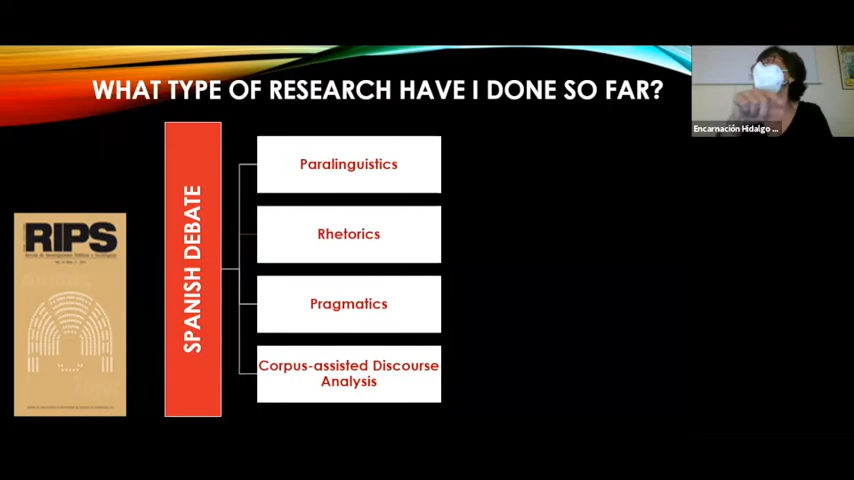 WHAT TYPE OF RESEARCH HAVE I DONE SO FAR?
Encarnación Hidalgo ...
SPANISH DEBATE
Paralinguistics
Rhetorics
Pragmatics
Corpus-assisted Discourse
Analysis
RIPS